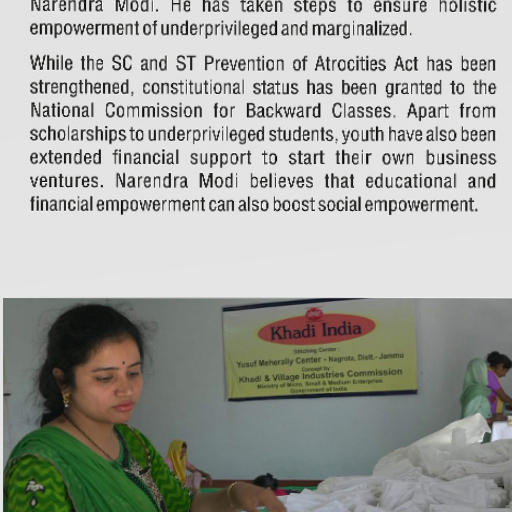 Narendra Modi. He has taken steps to ensure holistic
empowerment of underprivileged and marginalized.
While the SC and ST Prevention of Atrocities Act has been
strengthened, constitutional status has been granted to the
National Commission for Backward Classes. Apart from
scholarships to underprivileged students, youth have also been
extended financial support to start their own business
ventures. Narendra Modi believes that educational and
financial empowerment can also boost social empowerment.
Khadi India
Stitching Center :
Yusuf Meherally Center - Nagrota, Distt.- Jammu
Concept by :
Khadi & Village Industries Commission
Ministry of Micro, Small & Medium Enterprises
Government of India